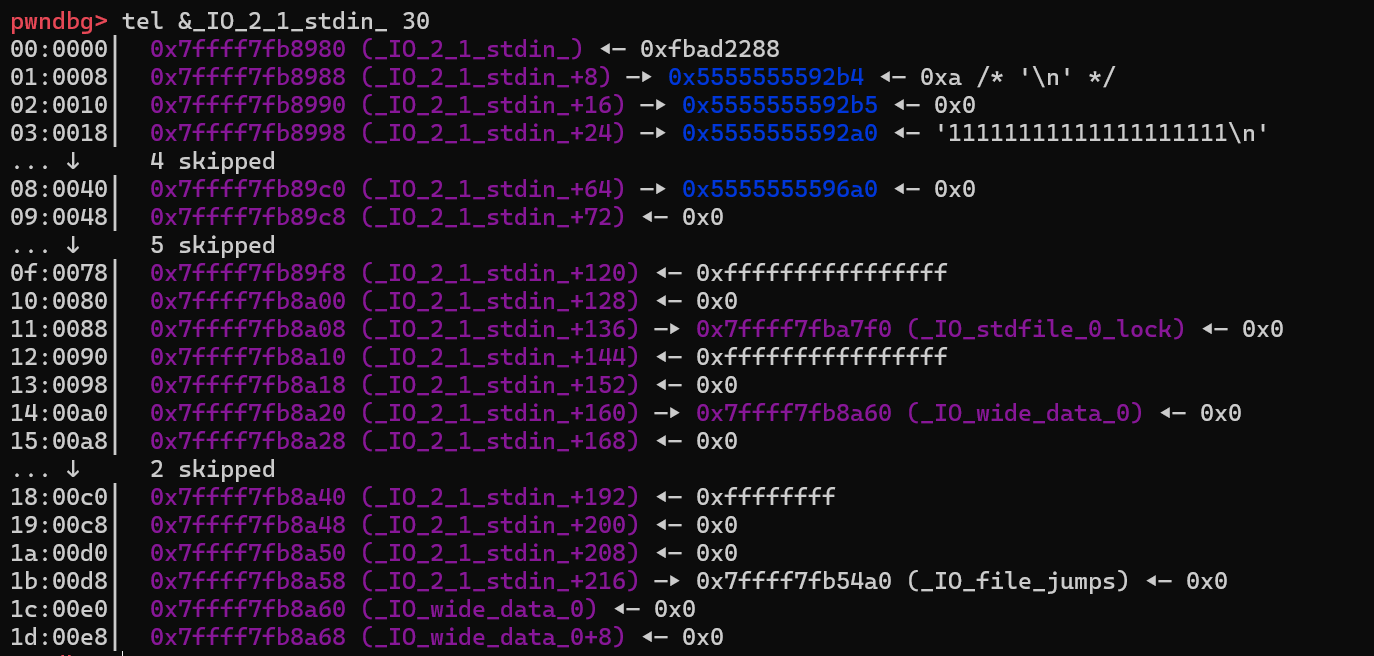 pwndbg> tel &_IO_2_1_stdin_ 30
00:0000│  0x7ffff7fb8980 (_IO_2_1_stdin_) ◂— 0xfbad2288
01:0008│  0x7ffff7fb8988 (_IO_2_1_stdin_+8) —▸ 0x5555555592b4 ◂— 0xa /* '\n' */
02:0010│  0x7ffff7fb8990 (_IO_2_1_stdin_+16) —▸ 0x5555555592b5 ◂— 0x0
03:0018│  0x7ffff7fb8998 (_IO_2_1_stdin_+24) —▸ 0x5555555592a0 ◂— '11111111111111111111\n'
... ↓     4 skipped
08:0040│  0x7ffff7fb89c0 (_IO_2_1_stdin_+64) —▸ 0x5555555596a0 ◂— 0x0
09:0048│  0x7ffff7fb89c8 (_IO_2_1_stdin_+72) ◂— 0x0
... ↓     5 skipped
0f:0078│  0x7ffff7fb89f8 (_IO_2_1_stdin_+120) ◂— 0xffffffffffffffff
10:0080│  0x7ffff7fb8a00 (_IO_2_1_stdin_+128) ◂— 0x0
11:0088│  0x7ffff7fb8a08 (_IO_2_1_stdin_+136) —▸ 0x7ffff7fba7f0 (_IO_stdfile_0_lock) ◂— 0x0
12:0090│  0x7ffff7fb8a10 (_IO_2_1_stdin_+144) ◂— 0xffffffffffffffff
13:0098│  0x7ffff7fb8a18 (_IO_2_1_stdin_+152) ◂— 0x0
14:00a0│  0x7ffff7fb8a20 (_IO_2_1_stdin_+160) —▸ 0x7ffff7fb8a60 (_IO_wide_data_0) ◂— 0x0
15:00a8│  0x7ffff7fb8a28 (_IO_2_1_stdin_+168) ◂— 0x0
... ↓     2 skipped
18:00c0│  0x7ffff7fb8a40 (_IO_2_1_stdin_+192) ◂— 0xffffffff
19:00c8│  0x7ffff7fb8a48 (_IO_2_1_stdin_+200) ◂— 0x0
1a:00d0│  0x7ffff7fb8a50 (_IO_2_1_stdin_+208) ◂— 0x0
1b:00d8│  0x7ffff7fb8a58 (_IO_2_1_stdin_+216) —▸ 0x7ffff7fb54a0 (_IO_file_jumps) ◂— 0x0
1c:00e0│  0x7ffff7fb8a60 (_IO_wide_data_0) ◂— 0x0
1d:00e8│  0x7ffff7fb8a68 (_IO_wide_data_0+8) ◂— 0x0